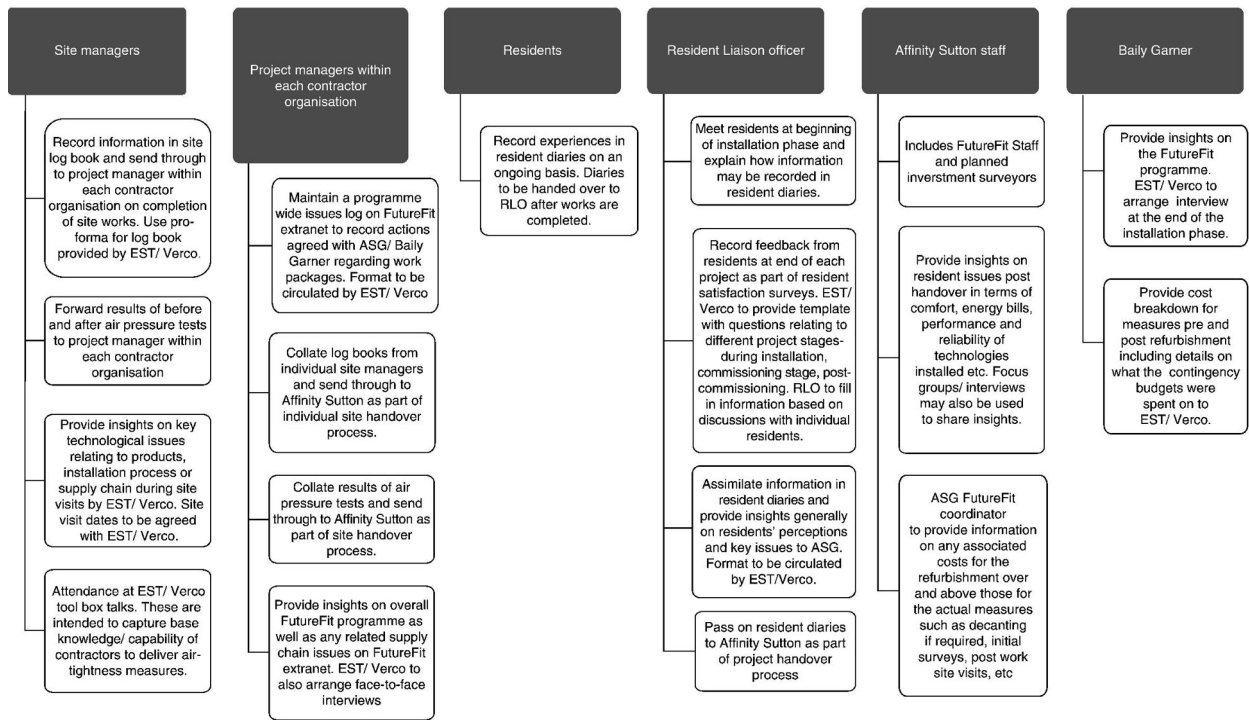 Site managers
Record information in site
log book and send through
to project manager within
each contractor
organisation on completion
of site works. Use pro-
forma for log book
provided by EST/ Verco.
Forward results of before
and after air pressure tests
to project manager within
each contractor
organisation
Provide insights on key
technological issues
relating to products,
installation process or
supply chain during site
visits by EST/ Verco. Site
visit dates to be agreed
with EST/ Verco.
Attendance at EST/ Verco
tool box talks. These are
intended to capture base
knowledge/ capability of
contractors to deliver air-
tightness measures.
Project managers within
each contractor
organisation
Maintain a programme
wide issues log on FutureFit
extranet to record actions
agreed with ASG/ Baily
Garner regarding work
packages. Format to be
circulated by EST/ Verco
Collate log books from
individual site managers
and send through to
Affinity Sutton as part of
individual site handover
process.
Collate results of air
pressure tests and send
through to Affinity Sutton as
part of site handover
process.
Provide insights on overall
FutureFit programme as
well as any related supply
chain issues on FutureFit
extranet. EST/ Verco to
also arrange face-to-face
interviews
Residents
Record experiences in
resident diaries on an
ongoing basis. Diaries
to be handed over to
RLO after works are
completed.
Resident Liaison officer
Meet residents at beginning
of installation phase and
explain how information
may be recorded in
resident diaries.
Record feedback from
residents at end of each
project as part of resident
satisfaction surveys. EST/
Verco to provide template
with questions relating to
different project stages-
during installation,
commissioning stage, post-
commissioning. RLO to fill
in information based on
discussions with individual
residents.
Assimilate information in
resident diaries and
provide insights generally
on residents' perceptions
and key issues to ASG.
Format to be circulated
by EST/Verco.
Pass on resident diaries
to Affinity Sutton as part
of project handover
process
Affinity Sutton staff
Includes FutureFit Staff
and planned
inverstment surveyors
Provide insights on
resident issues post
handover in terms of
comfort, energy bills,
performance and
reliability of
technologies
installed etc. Focus
groups/ interviews
may also be used
to share insights.
ASG FutureFit
coordinator
to provide information
on any associated
costs for the
refurbishment over
and above those for
the actual measures
such as decanting
if required, initial
surveys, post work
site visits, etc
Baily Garner
Provide insights on
the FutureFit
programme.
EST/ Verco to
arrange interview
at the end of the
installation phase.
Provide cost
breakdown for
measures pre and
post refurbishment
including details on
what the contingency
budgets were
spent on to
EST/ Verco.